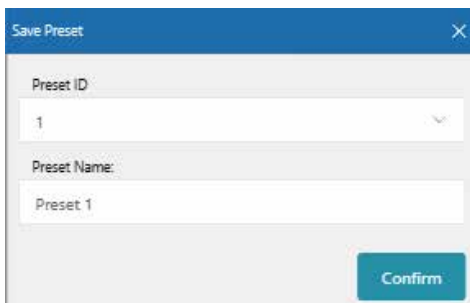 Save Preset
Preset ID
1
Preset Name:
Preset 1
Confirm